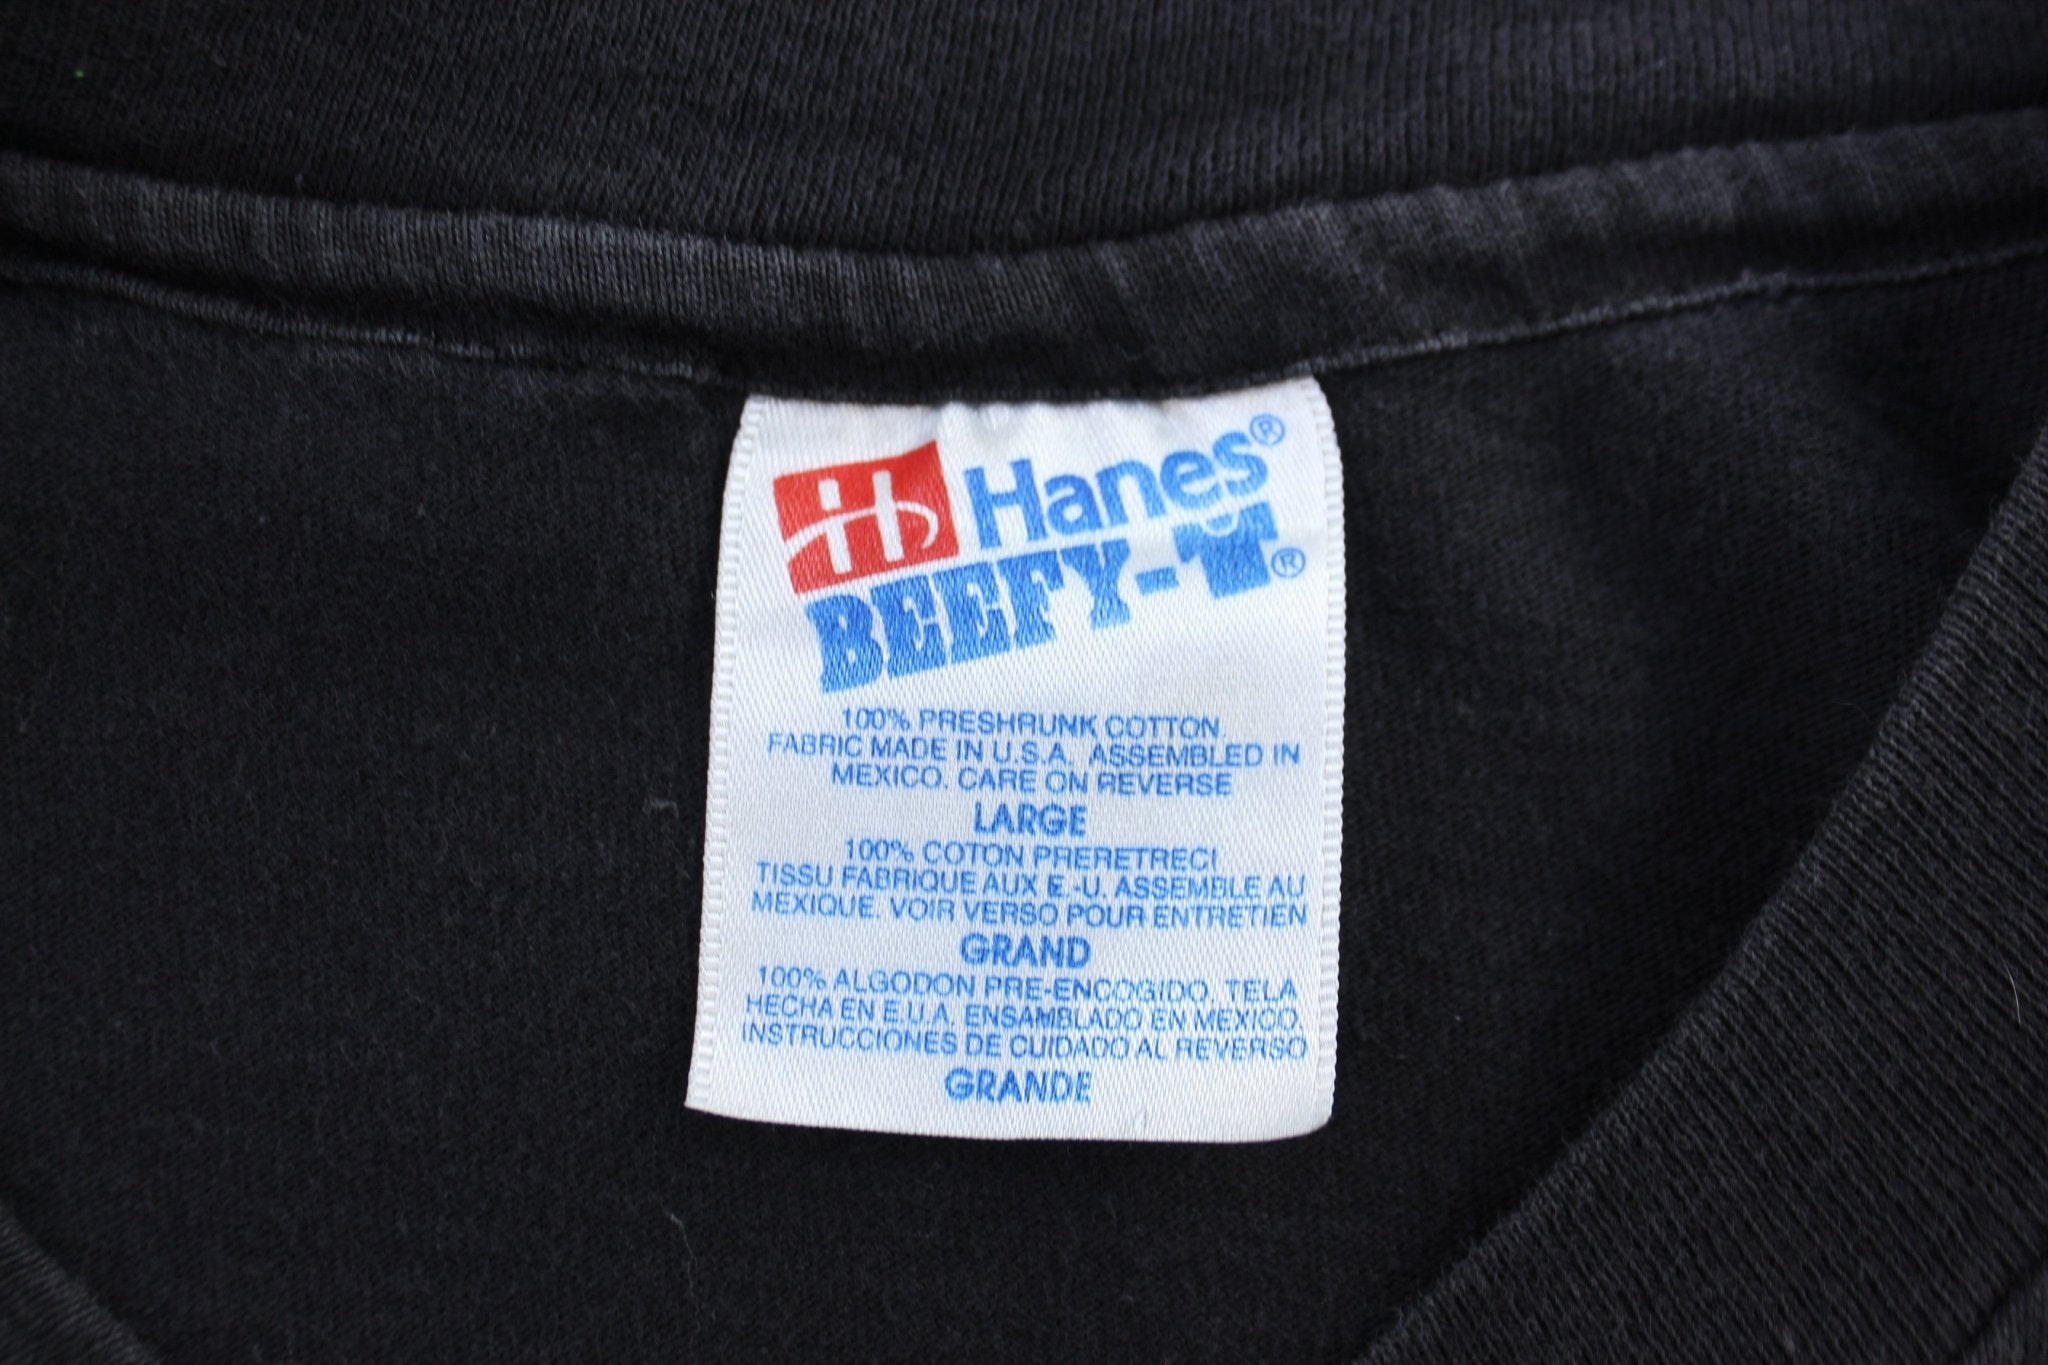 H Hanes®
BEEFY-T®
100% PRESHRUNK COTTON.
FABRIC MADE IN U.S.A. ASSEMBLED IN
MEXICO. CARE ON REVERSE
LARGE
100% COTON PRERETRECI
TISSU FABRIQUE AUX E.-U. ASSEMBLE AU
MEXIQUE. VOIR VERSO POUR ENTRETIEN
GRAND
100% ALGODON PRE-ENCOGIDO. TELA
HECHA EN E.U.A. ENSAMBLADO EN MEXICO.
INSTRUCCIONES DE CUIDADO AL REVERSO
GRANDE